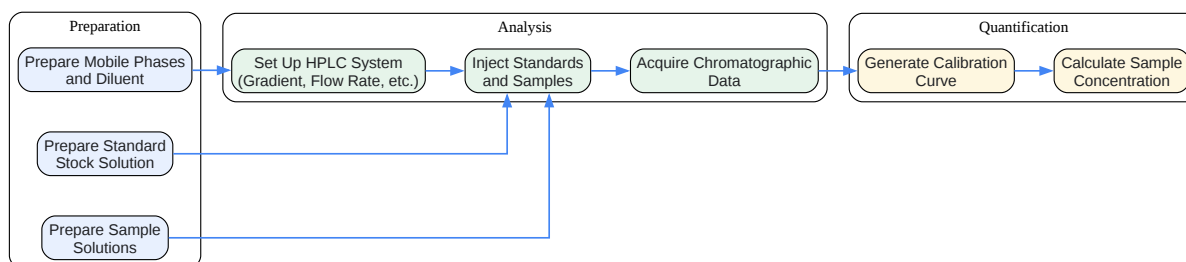 Preparation
Prepare Mobile Phases
and Diluent
Prepare Standard
Stock Solution
Prepare Sample
Solutions
Analysis
Set Up HPLC System
(Gradient, Flow Rate, etc.)
Inject Standards
and Samples
Acquire Chromatographic
Data
Quantification
Generate Calibration
Curve
Calculate Sample
Concentration